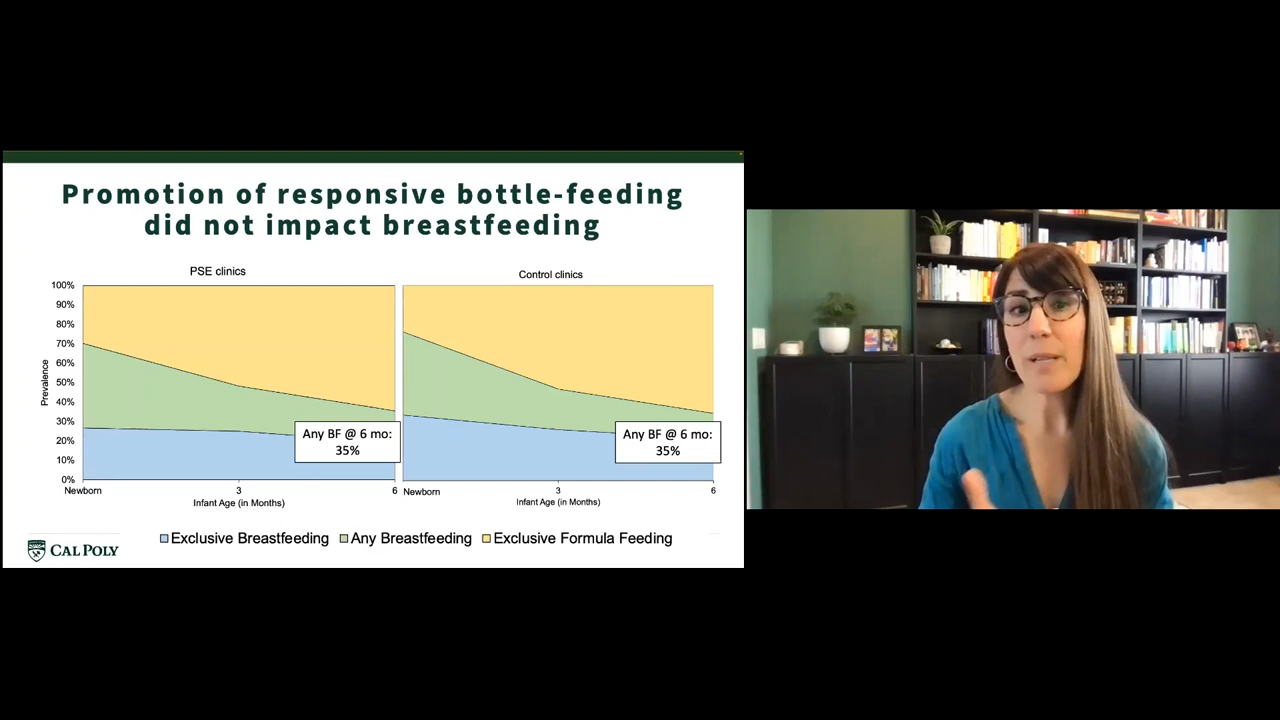 Promotion of responsive bottle-feeding
did not impact breastfeeding
PSE clinics
100%
90%
80%
70%
60%
50%
40%
30%
20%
10%
0%
Prevalence
Any BF @ 6 mo:
35%
Newborn
3
6
Infant Age (in Months)
Control clinics
Any BF @ 6 mo:
35%
Newborn
3
6
Infant Age (in Months)
Exclusive Breastfeeding
Any Breastfeeding
Exclusive Formula Feeding
CAL POLY